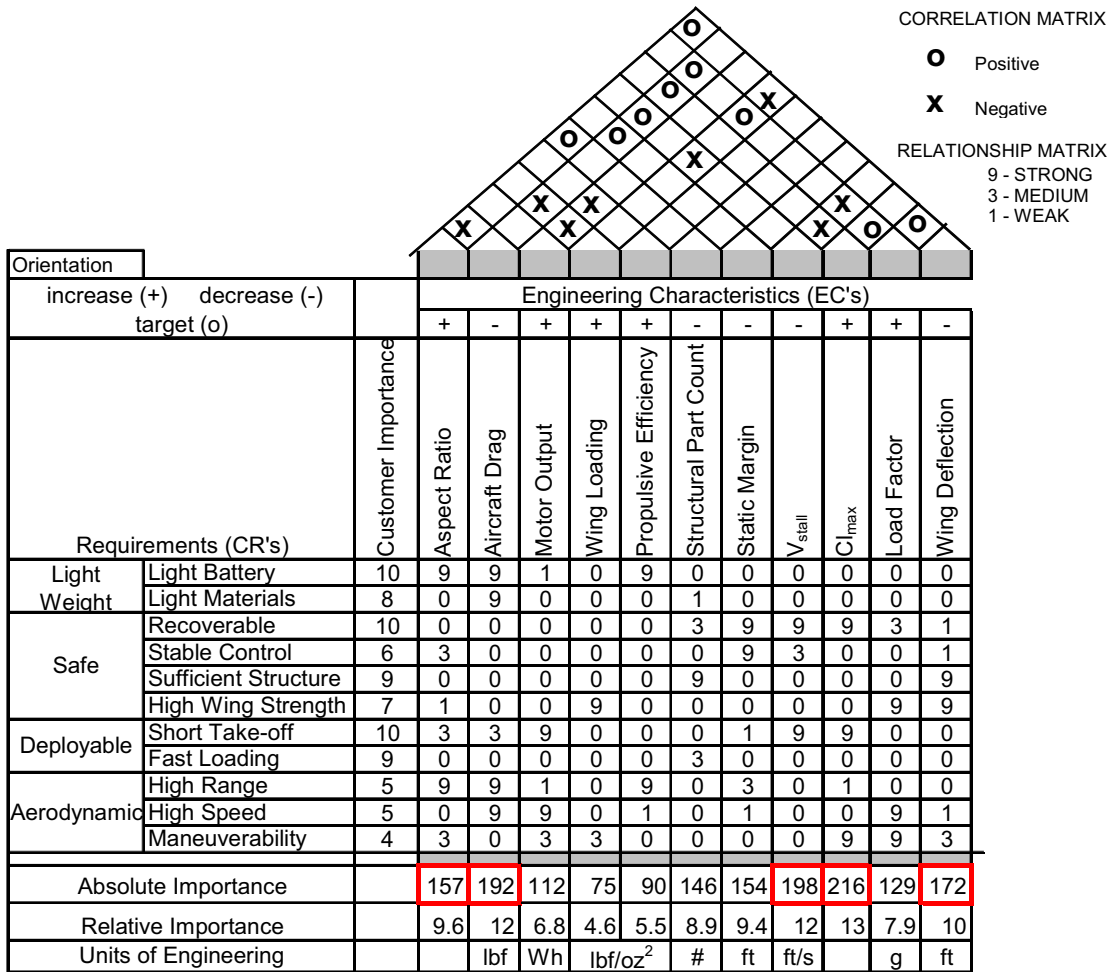 O
O
O X
O O
O O
X
X X X
X X X O O
CORRELATION MATRIX
O Positive
X Negative
RELATIONSHIP MATRIX
9 - STRONG
3 - MEDIUM
1 - WEAK
Orientation
increase (+) decrease (-)
target (o)
Engineering Characteristics (EC's)
+ - + + + - - - + + -
Requirements (CR's)
Customer Importance
Aspect Ratio
Aircraft Drag
Motor Output
Wing Loading
Propulsive Efficiency
Structural Part Count
Static Margin
Vstall
Clmax
Load Factor
Wing Deflection
Light Weight
Light Battery 10 9 9 1 0 9 0 0 0 0 0 0
Light Materials 8 0 9 0 0 0 1 0 0 0 0 0
Safe
Recoverable 10 0 0 0 0 0 3 9 9 9 3 1
Stable Control 6 3 0 0 0 0 0 9 3 0 0 1
Sufficient Structure 9 0 0 0 0 0 9 0 0 0 0 9
High Wing Strength 7 1 0 0 9 0 0 0 0 0 9 9
Deployable
Short Take-off 10 3 3 9 0 0 0 1 9 9 0 0
Fast Loading 9 0 0 0 0 0 3 0 0 0 0 0
Aerodynamic
High Range 5 9 9 1 0 9 0 3 0 1 0 0
High Speed 5 0 9 9 0 1 0 1 0 0 9 1
Maneuverability 4 3 0 3 3 0 0 0 0 9 9 3
Absolute Importance 157 192 112 75 90 146 154 198 216 129 172
Relative Importance 9.6 12 6.8 4.6 5.5 8.9 9.4 12 13 7.9 10
Units of Engineering lbf Wh lbf/oz² # ft ft/s g ft